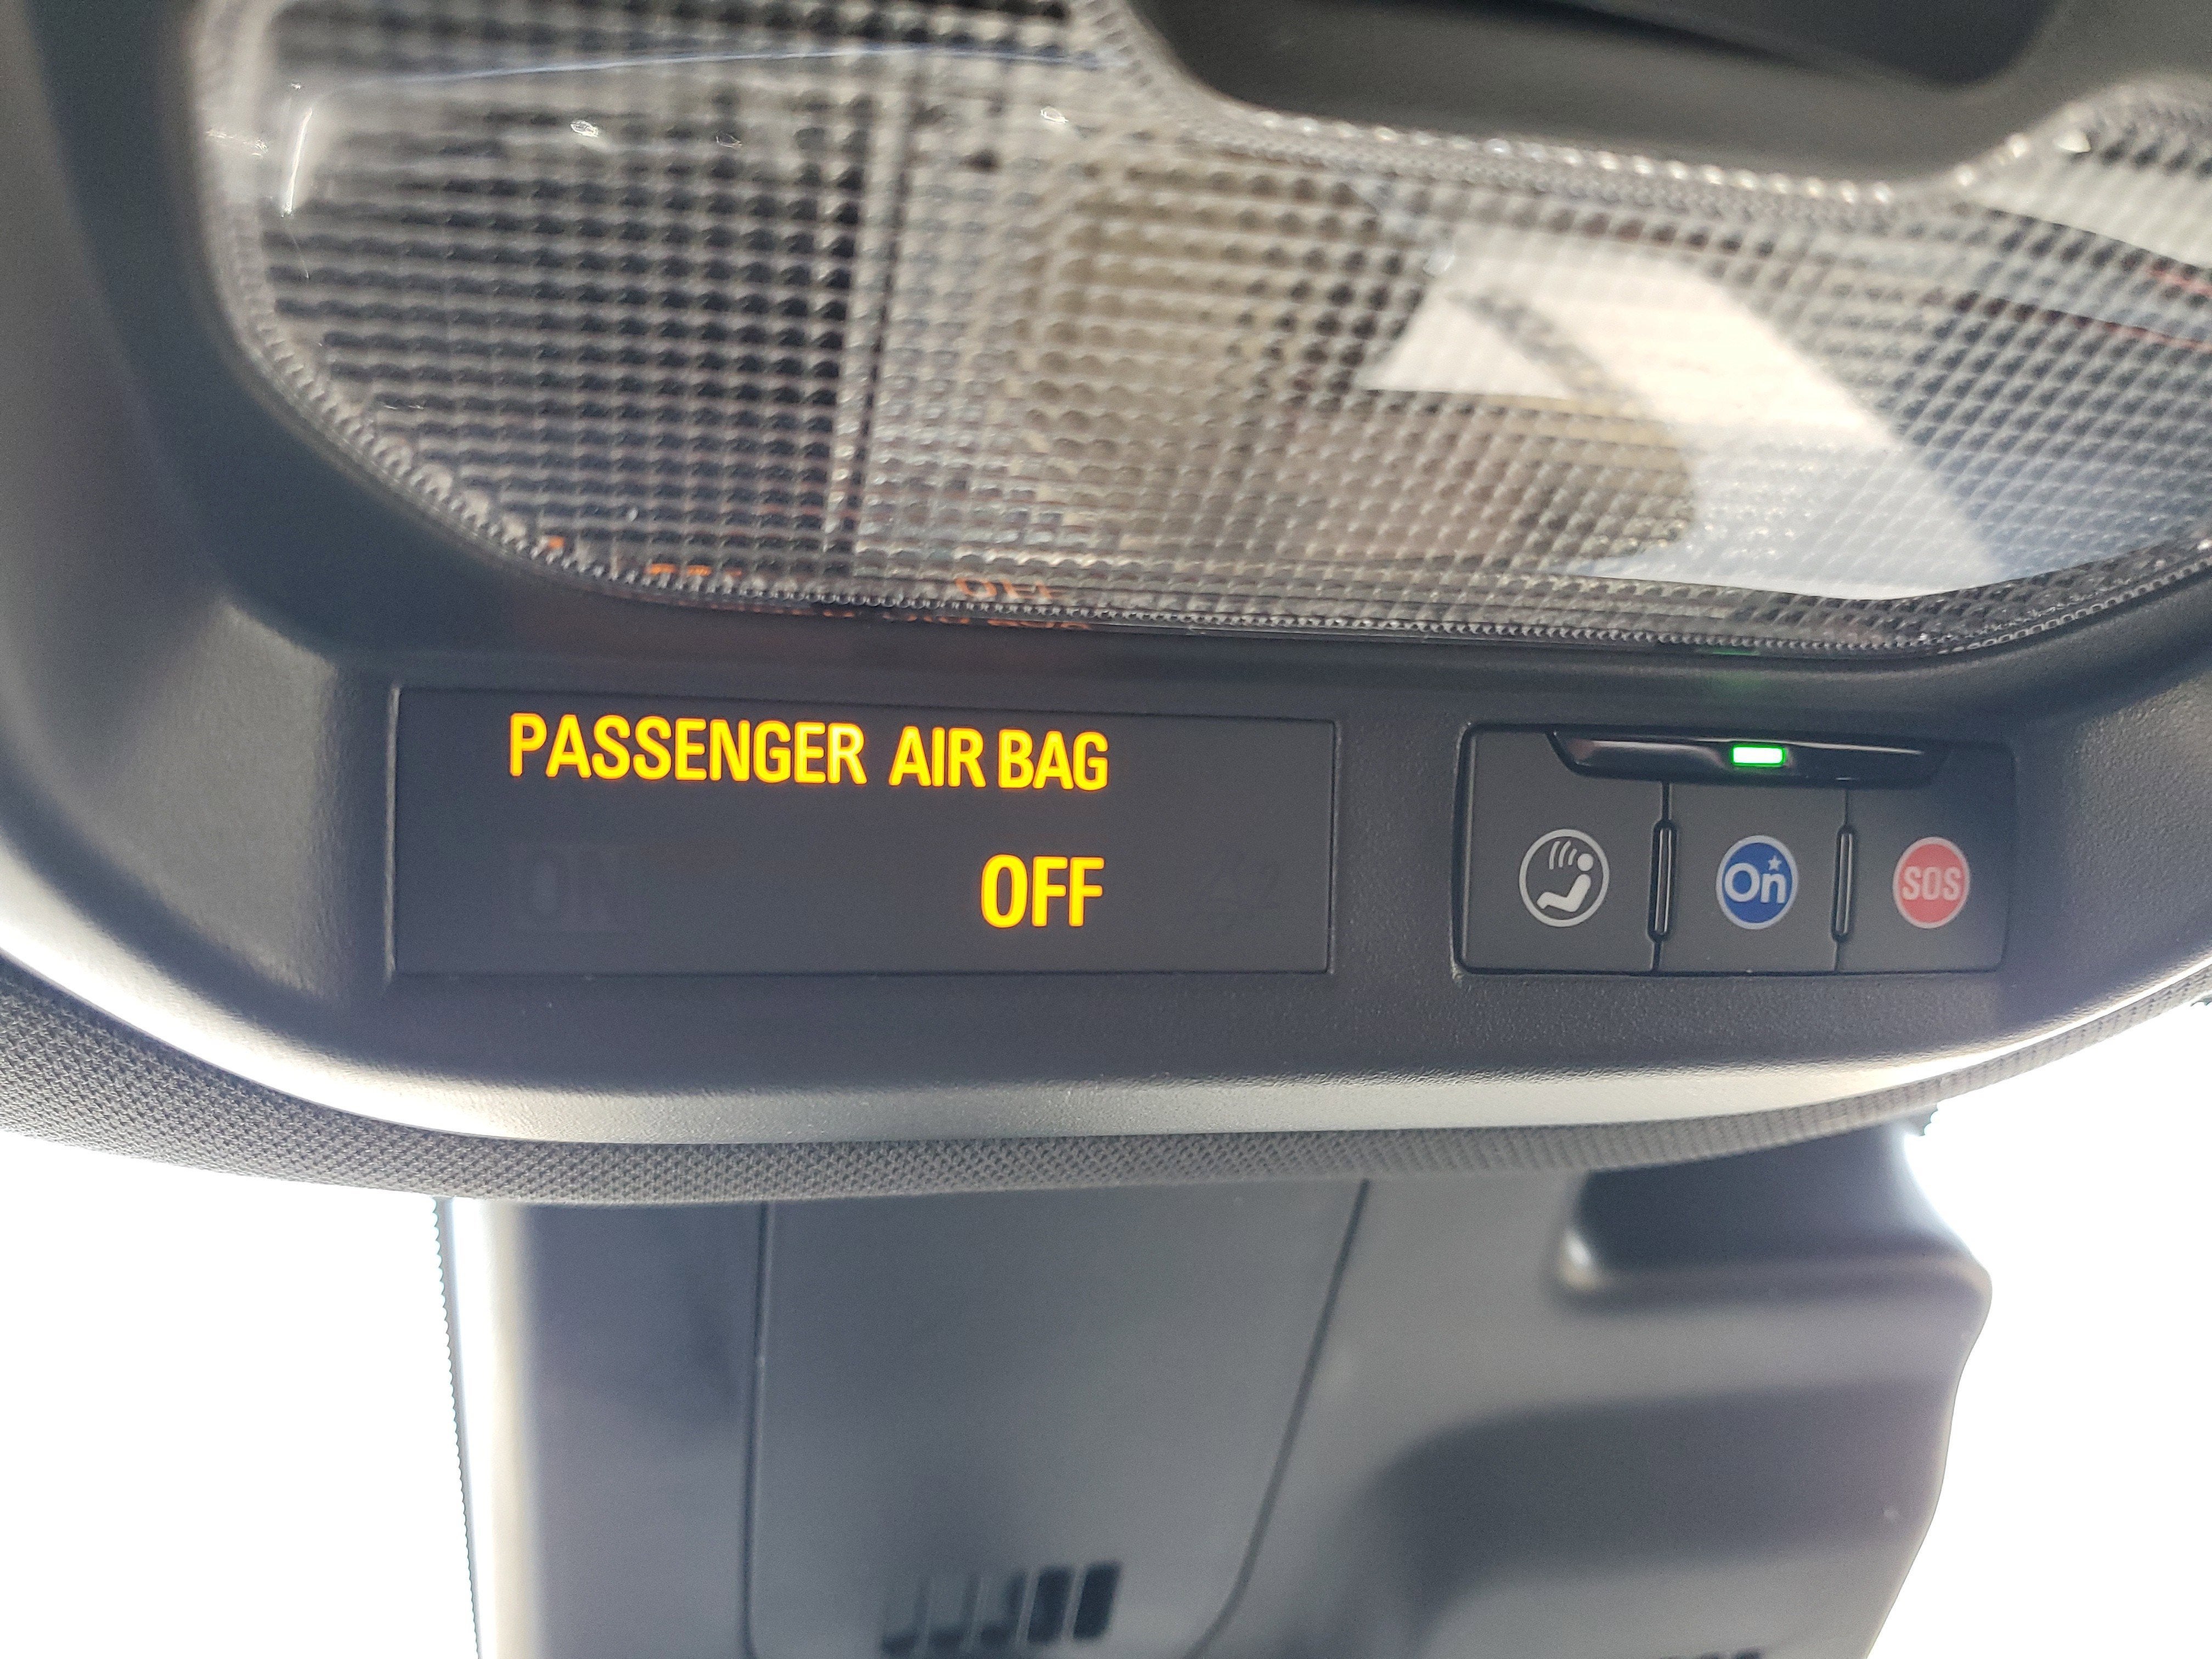 PASSENGER AIR BAG
OFF
On
SOS